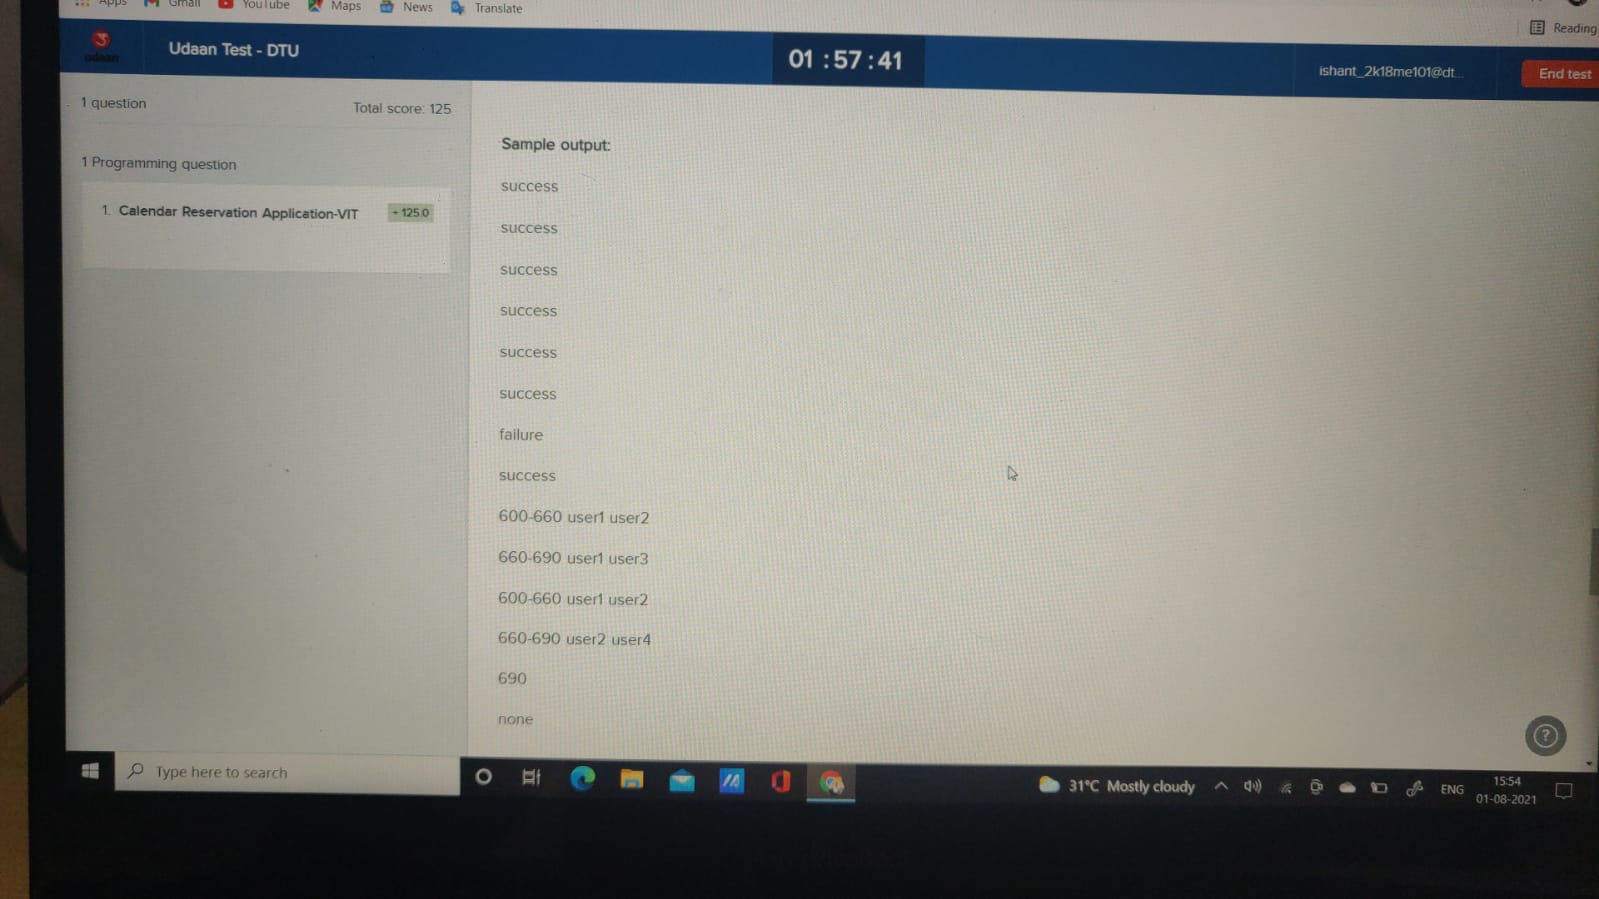 Apps Gmail YouTube Maps News Translate
Reading
udaan Udaan Test - DTU 01 : 57 : 41 ishant_2k18me101@dt... End test
1 question Total score: 125
1 Programming question
1. Calendar Reservation Application-VIT + 125.0
Sample output:
success
success
success
success
success
success
failure
success
600-660 user1 user2
660-690 user1 user3
600-660 user1 user2
660-690 user2 user4
690
none
?
Type here to search
31°C Mostly cloudy ENG 15:54
01-08-2021